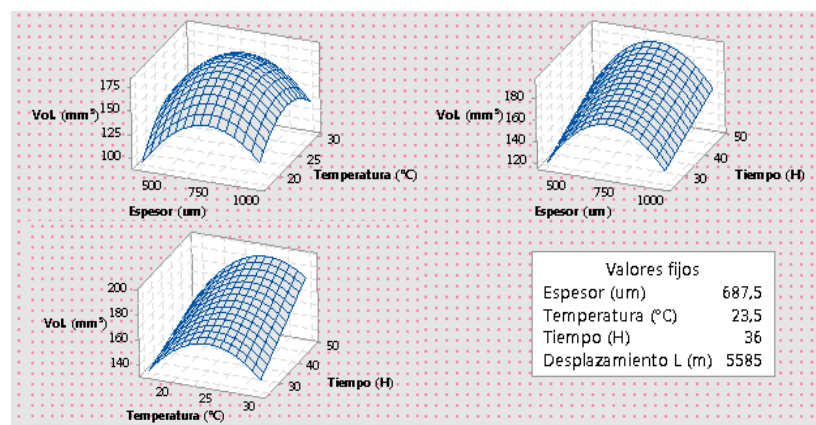 175
150
125
100
Vol. (mm³)
500
750
1000
Espesor (um)
20
25
30
Temperatura (°C)
180
160
140
120
Vol. (mm³)
500
750
1000
Espesor (um)
30
40
50
Tiempo (H)
200
180
160
140
Vol. (mm³)
20
25
30
Temperatura (°C)
30
40
50
Tiempo (H)
Valores fijos
Espesor (um) 687,5
Temperatura (°C) 23,5
Tiempo (H) 36
Desplazamiento L (m) 5585